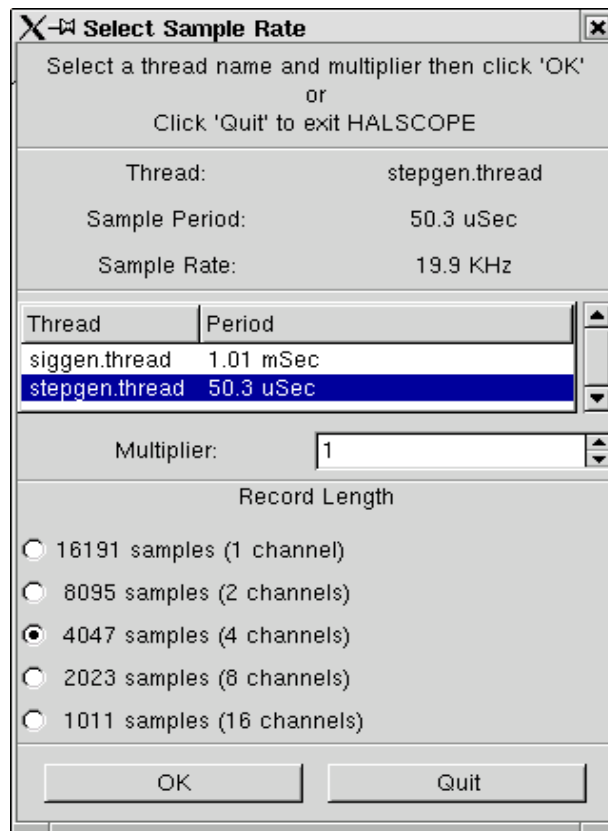 Select Sample Rate
Select a thread name and multiplier then click 'OK'
or
Click 'Quit' to exit HALSCOPE
Thread: stepgen.thread
Sample Period: 50.3 uSec
Sample Rate: 19.9 KHz
Thread Period
siggen.thread 1.01 mSec
stepgen.thread 50.3 uSec
Multiplier: 1
Record Length
16191 samples (1 channel)
8095 samples (2 channels)
4047 samples (4 channels)
2023 samples (8 channels)
1011 samples (16 channels)
OK Quit